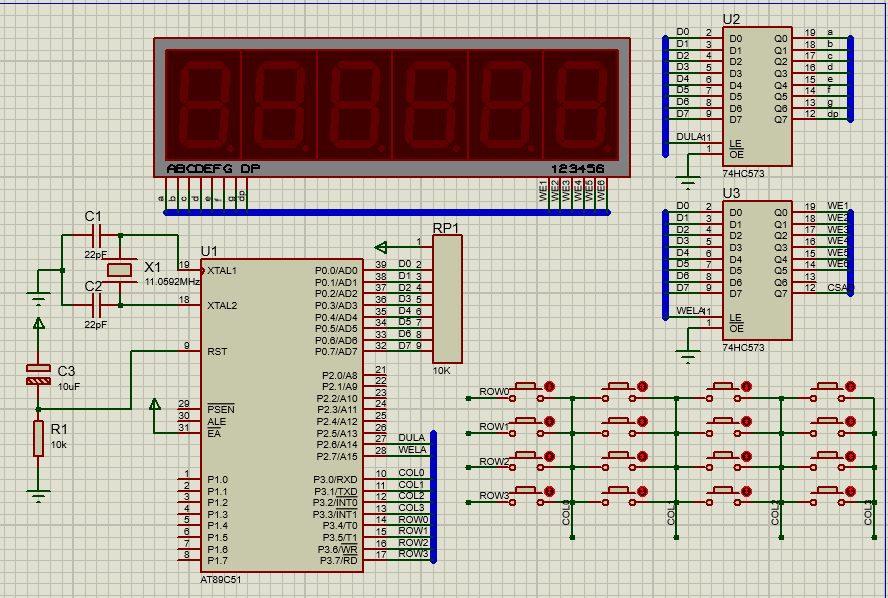 ABCDEFG DP
123456
a
b
c
d
e
f
g
dp
WE1
WE2
WE3
WE4
WE5
WE6
U2
D0 2 D0 Q0 19 a
D1 3 D1 Q1 18 b
D2 4 D2 Q2 17 c
D3 5 D3 Q3 16 d
D4 6 D4 Q4 15 e
D5 7 D5 Q5 14 f
D6 8 D6 Q6 13 g
D7 9 D7 Q7 12 dp
DULA 11 LE
1 OE
74HC573
U3
D0 2 D0 Q0 19 WE1
D1 3 D1 Q1 18 WE2
D2 4 D2 Q2 17 WE3
D3 5 D3 Q3 16 WE4
D4 6 D4 Q4 15 WE5
D5 7 D5 Q5 14 WE6
D6 8 D6 Q6 13
D7 9 D7 Q7 12 CSAD
WELA 11 LE
1 OE
74HC573
C1
22pF
X1
11.0592MHz
C2
22pF
C3
10uF
R1
10k
U1
19 XTAL1
18 XTAL2
9 RST
29 PSEN
30 ALE
31 EA
1 P1.0
2 P1.1
3 P1.2
4 P1.3
5 P1.4
6 P1.5
7 P1.6
8 P1.7
P0.0/AD0 39 D0 2
P0.1/AD1 38 D1 3
P0.2/AD2 37 D2 4
P0.3/AD3 36 D3 5
P0.4/AD4 35 D4 6
P0.5/AD5 34 D5 7
P0.6/AD6 33 D6 8
P0.7/AD7 32 D7 9
P2.0/A8 21
P2.1/A9 22
P2.2/A10 23
P2.3/A11 24
P2.4/A12 25
P2.5/A13 26
P2.6/A14 27 DULA
P2.7/A15 28 WELA
P3.0/RXD 10 COL0
P3.1/TXD 11 COL1
P3.2/INT0 12 COL2
P3.3/INT1 13 COL3
P3.4/T0 14 ROW0
P3.5/T1 15 ROW1
P3.6/WR 16 ROW2
P3.7/RD 17 ROW3
AT89C51
RP1
1
10K
ROW0
ROW1
ROW2
ROW3
COL0
COL1
COL2
COL3